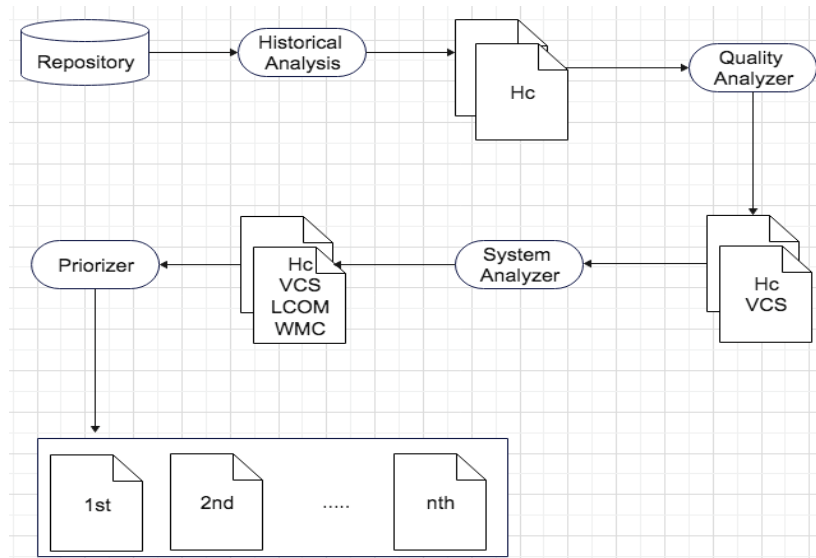 Repository
Historical
Analysis
Hc
Quality
Analyzer
Hc
VCS
System
Analyzer
Hc
VCS
LCOM
WMC
Priorizer
1st
2nd
.....
nth